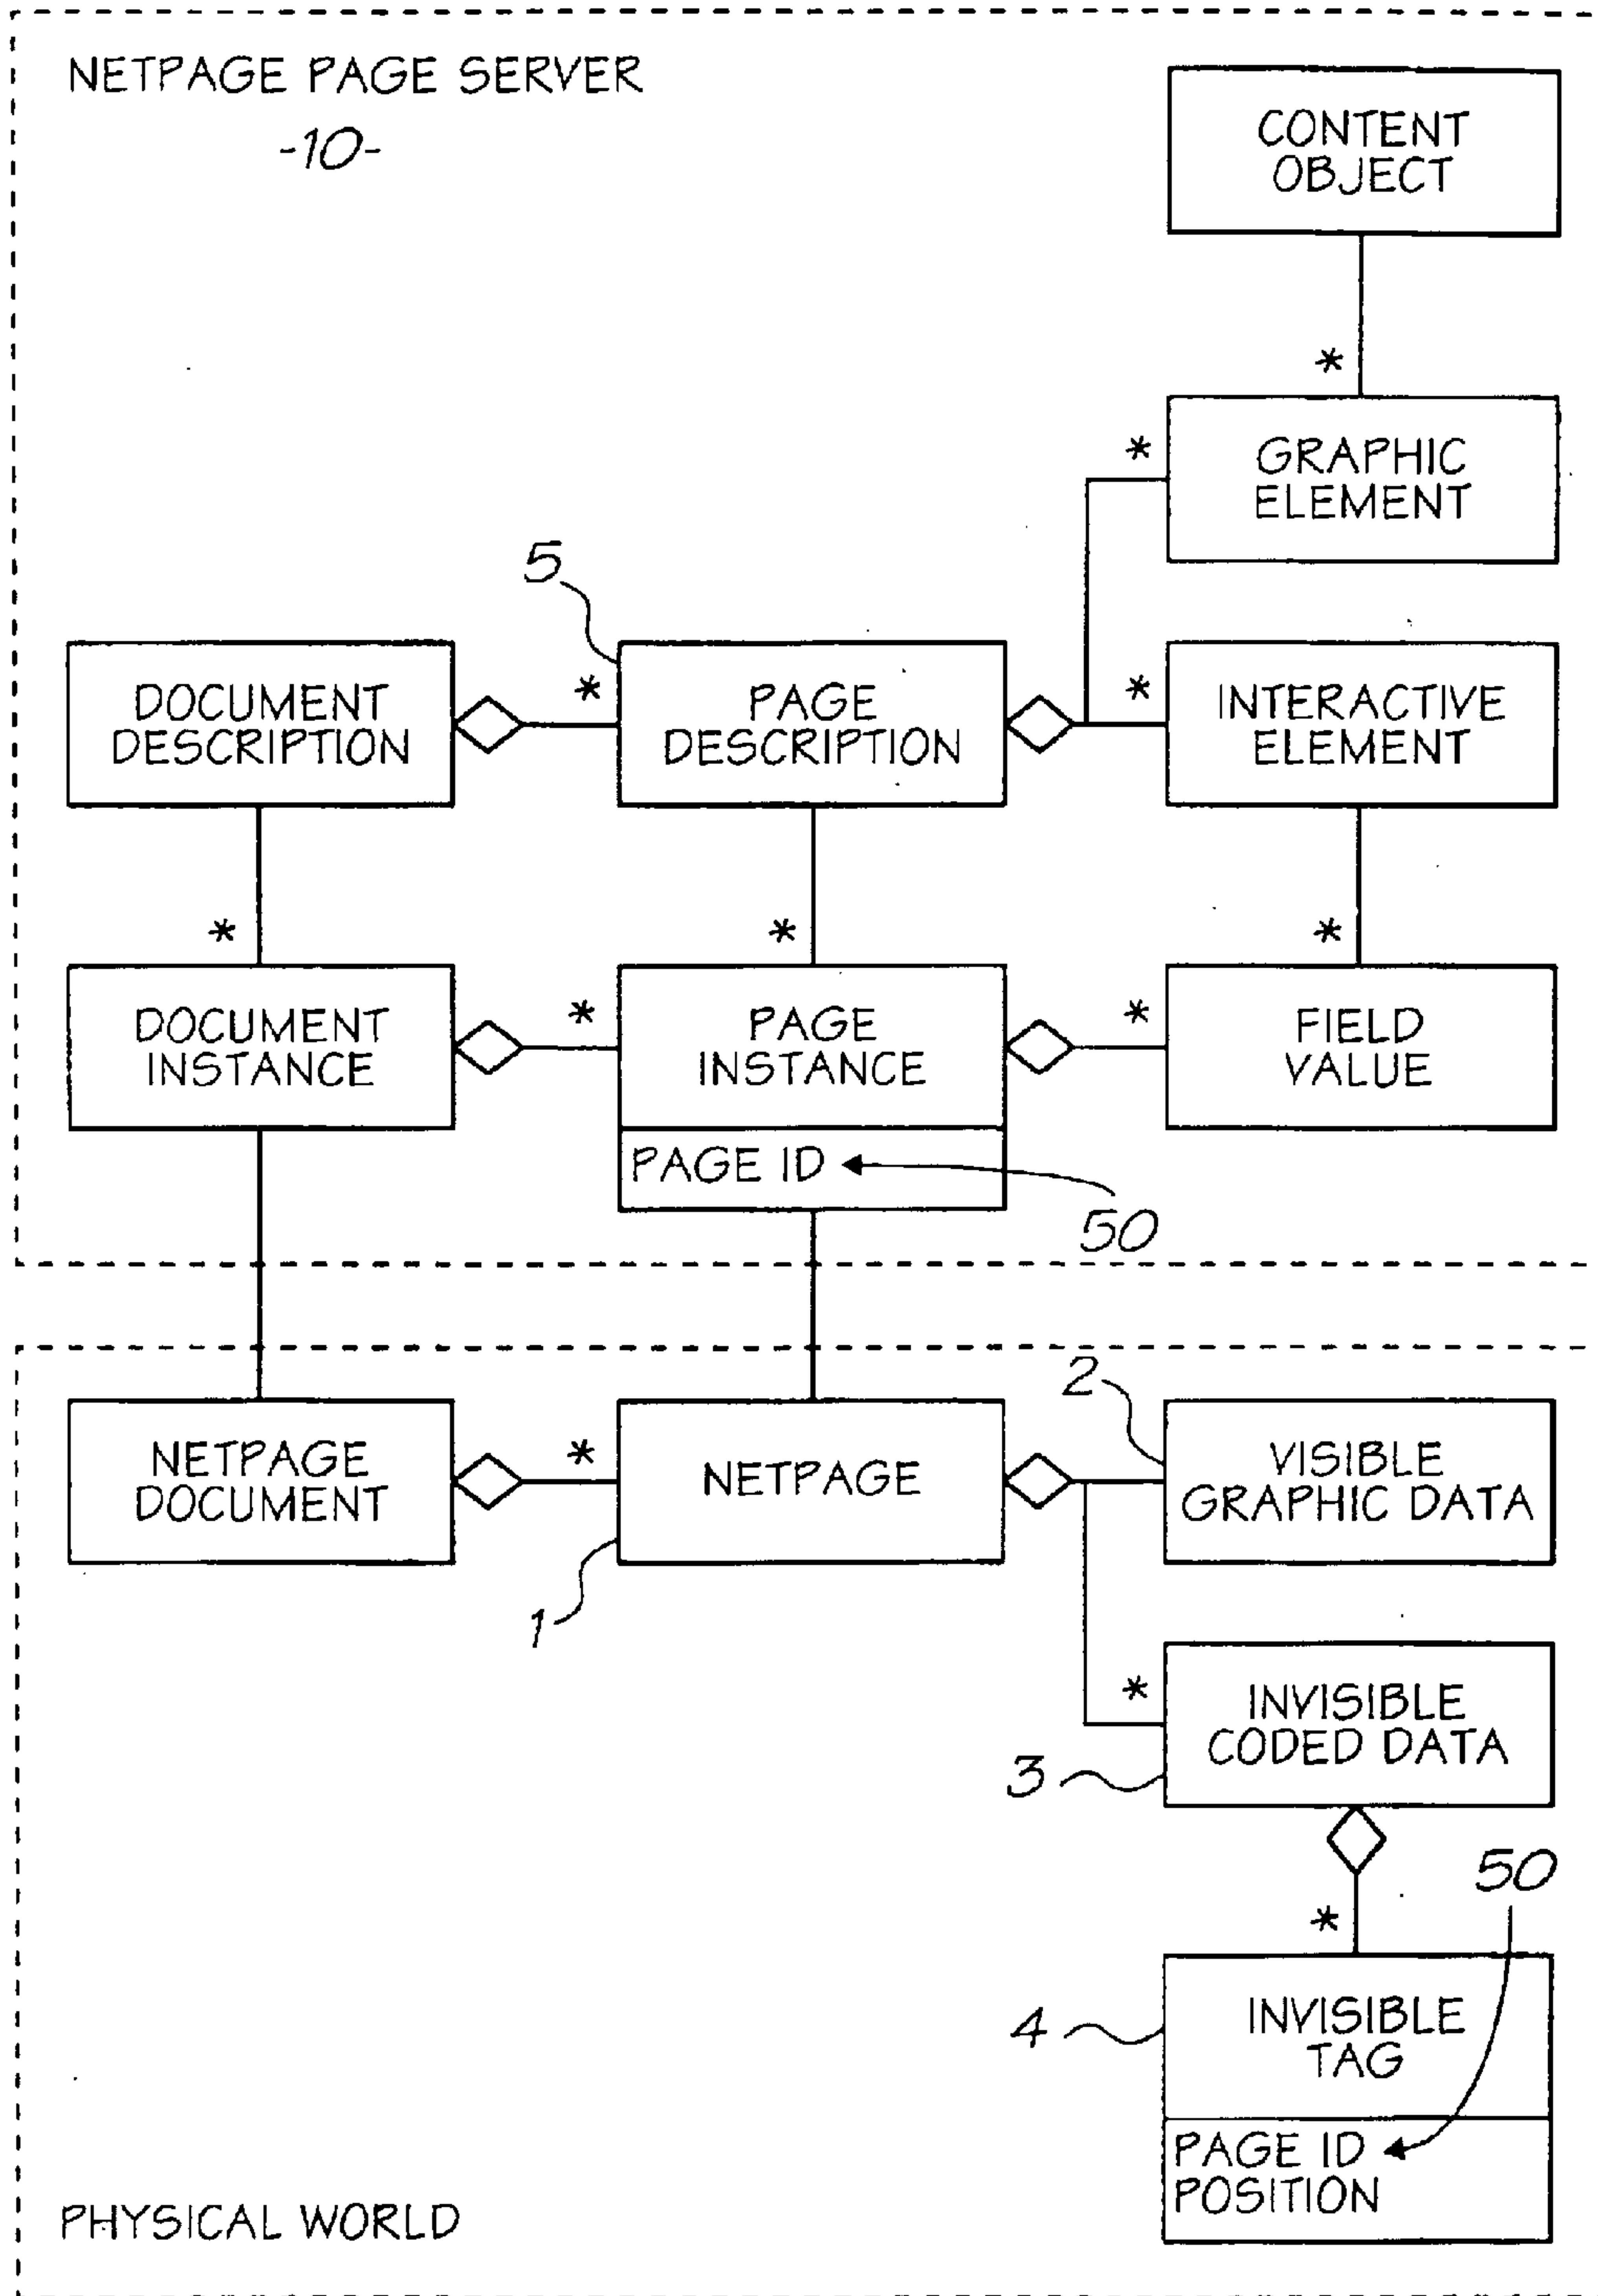 NETPAGE PAGE SERVER
-10-
CONTENT
OBJECT
*
*
GRAPHIC
ELEMENT
5
DOCUMENT
DESCRIPTION
*
PAGE
DESCRIPTION
*
INTERACTIVE
ELEMENT
*
*
*
DOCUMENT
INSTANCE
*
PAGE
INSTANCE
*
FIELD
VALUE
PAGE ID
50
2
NETPAGE
DOCUMENT
*
NETPAGE
VISIBLE
GRAPHIC DATA
1
*
INVISIBLE
CODED DATA
3
50
*
4
INVISIBLE
TAG
PAGE ID
POSITION
PHYSICAL WORLD